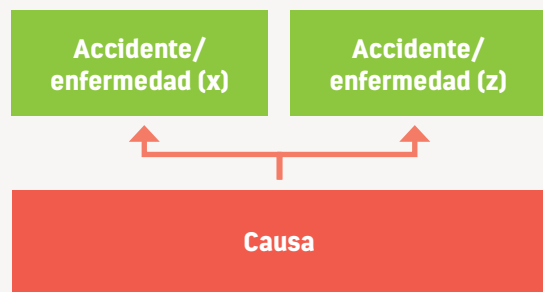 Accidente/
enfermedad (x)
Accidente/
enfermedad (z)
Causa